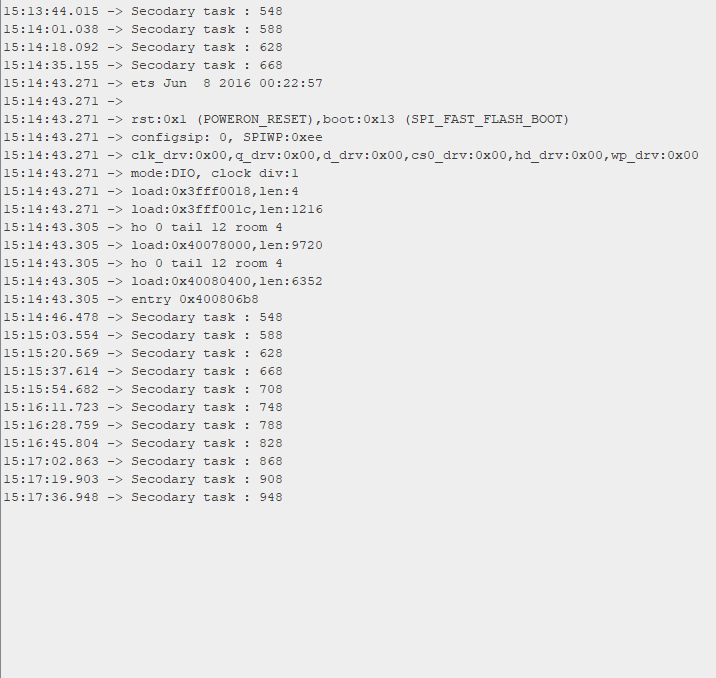 15:13:44.015 -> Secodary task : 548
15:14:01.038 -> Secodary task : 588
15:14:18.092 -> Secodary task : 628
15:14:35.155 -> Secodary task : 668
15:14:43.271 -> ets Jun  8 2016 00:22:57
15:14:43.271 ->
15:14:43.271 -> rst:0x1 (POWERON_RESET),boot:0x13 (SPI_FAST_FLASH_BOOT)
15:14:43.271 -> configsip: 0, SPIWP:0xee
15:14:43.271 -> clk_drv:0x00,q_drv:0x00,d_drv:0x00,cs0_drv:0x00,hd_drv:0x00,wp_drv:0x00
15:14:43.271 -> mode:DIO, clock div:1
15:14:43.271 -> load:0x3fff0018,len:4
15:14:43.271 -> load:0x3fff001c,len:1216
15:14:43.305 -> ho 0 tail 12 room 4
15:14:43.305 -> load:0x40078000,len:9720
15:14:43.305 -> ho 0 tail 12 room 4
15:14:43.305 -> load:0x40080400,len:6352
15:14:43.305 -> entry 0x400806b8
15:14:46.478 -> Secodary task : 548
15:15:03.554 -> Secodary task : 588
15:15:20.569 -> Secodary task : 628
15:15:37.614 -> Secodary task : 668
15:15:54.682 -> Secodary task : 708
15:16:11.723 -> Secodary task : 748
15:16:28.759 -> Secodary task : 788
15:16:45.804 -> Secodary task : 828
15:17:02.863 -> Secodary task : 868
15:17:19.903 -> Secodary task : 908
15:17:36.948 -> Secodary task : 948